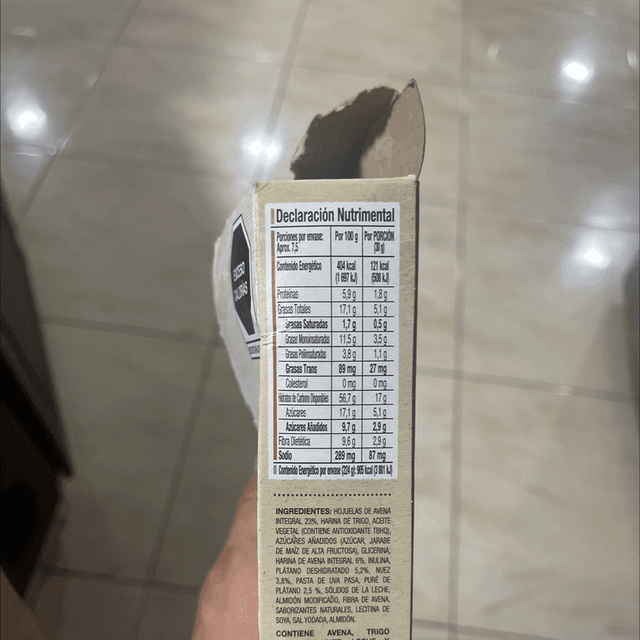 EXCESO
CALORÍAS
Declaración Nutrimental
Porciones por envase: Aprox. 7,5 Por 100 g Por PORCIÓN (30 g)
Contenido Energético 404 kcal (1 697 kJ) 121 kcal (508 kJ)
Proteínas 5,9 g 1,8 g
Grasas Totales 17,1 g 5,1 g
Grasas Saturadas 1,7 g 0,5 g
Grasas Monoinsaturadas 11,5 g 3,5 g
Grasas Poliinsaturadas 3,8 g 1,1 g
Grasas Trans 89 mg 27 mg
Colesterol 0 mg 0 mg
Hidratos de Carbono Disponibles 56,7 g 17 g
Azúcares 17,1 g 5,1 g
Azúcares Añadidos 9,7 g 2,9 g
Fibra Dietética 9,6 g 2,9 g
Sodio 289 mg 87 mg
Contenido Energético por envase (224 g): 905 kcal (3 801 kJ)
INGREDIENTES: HOJUELAS DE AVENA
INTEGRAL 23%, HARINA DE TRIGO, ACEITE
VEGETAL (CONTIENE ANTIOXIDANTE TBHQ),
AZÚCARES AÑADIDOS (AZÚCAR, JARABE
DE MAÍZ DE ALTA FRUCTOSA), GLICERINA,
HARINA DE AVENA INTEGRAL 6%, INULINA,
PLÁTANO DESHIDRATADO 5,2%, NUEZ
3,8%, PASTA DE UVA PASA, PURÉ DE
PLÁTANO 2,5 %, SÓLIDOS DE LA LECHE,
ALMIDÓN MODIFICADO, FIBRA DE AVENA,
SABORIZANTES NATURALES, LECITINA DE
SOYA, SAL YODADA, ALMIDÓN.
CONTIENE AVENA, TRIGO